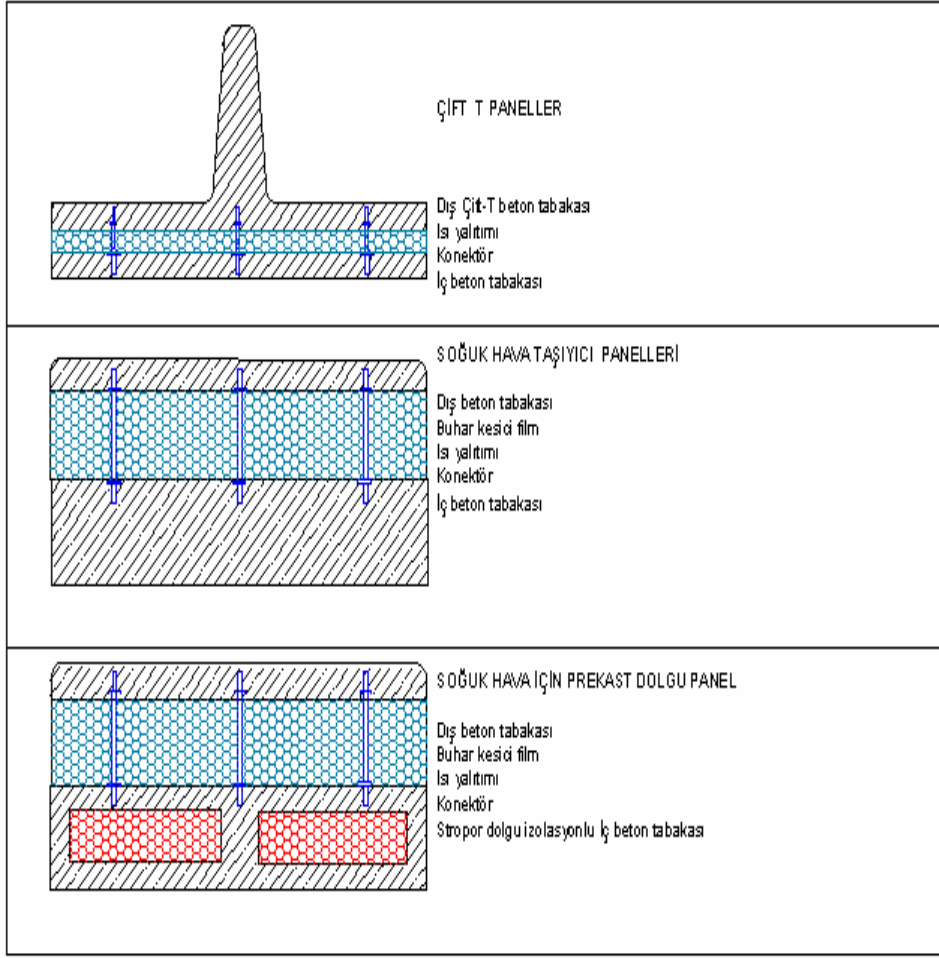 ÇİFT T PANELLER
Dış Çift-T beton tabakası
Isı yalıtımı
Konektör
İç beton tabakası
SOĞUK HAVA TAŞIYICI PANELLERİ
Dış beton tabakası
Buhar kesici film
Isı yalıtımı
Konektör
İç beton tabakası
SOĞUK HAVA İÇİN PREKAST DOLGU PANEL
Dış beton tabakası
Buhar kesici film
Isı yalıtımı
Konektör
Stropor dolgu izolasyonlu İç beton tabakası